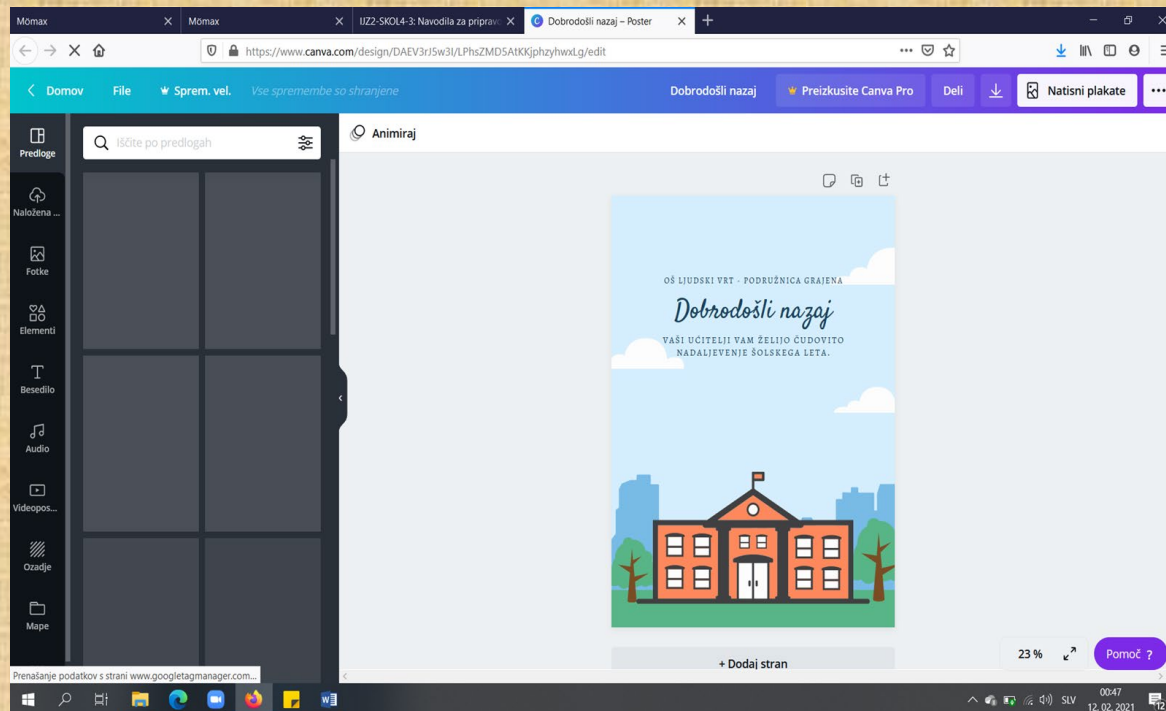 Mömax
Mömax
IJZ2-SKOL4-3: Navodila za pripravo
Dobrodošli nazaj – Poster
https://www.canva.com/design/DAEV3rJ5w3I/LPhsZMD5AtKKjphzyhwxLg/edit
Domov File Sprem. vel. Vse spremembe so shranjene Dobrodošli nazaj Preizkusite Canva Pro Deli Natisni plakate
Predloge
Iščite po predlogah
Animiraj
Naložena ...
Fotke
Elementi
Besedilo
Audio
Videopos...
Ozadje
Mape
OŠ LJUDSKI VRT - PODRUŽNICA GRAJENA
Dobrodošli nazaj
VAŠI UČITELJI VAM ŽELIJO ČUDOVITO
NADALJEVENJE ŠOLSKEGA LETA.
+ Dodaj stran
23 %
Pomoč ?
Prenašanje podatkov s strani www.googletagmanager.com...
SLV
00:47
12. 02. 2021
12